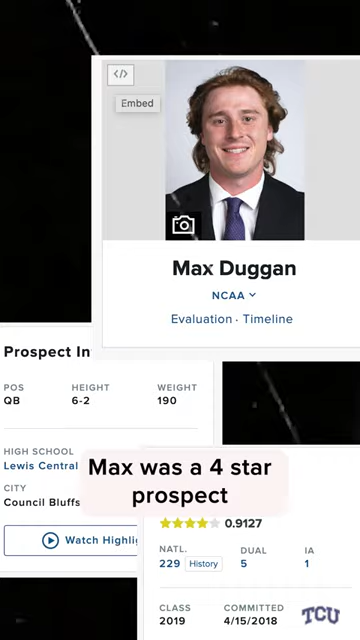 </>
Embed
Max Duggan
NCAA
Evaluation · Timeline
Prospect In
POS HEIGHT WEIGHT
QB 6-2 190
HIGH SCHOOL
Lewis Central
CITY
Council Bluffs
Watch Highlig
Max was a 4 star
prospect
0.9127
NATL. DUAL IA
229 History 5 1
CLASS COMMITTED
2019 4/15/2018 TCU